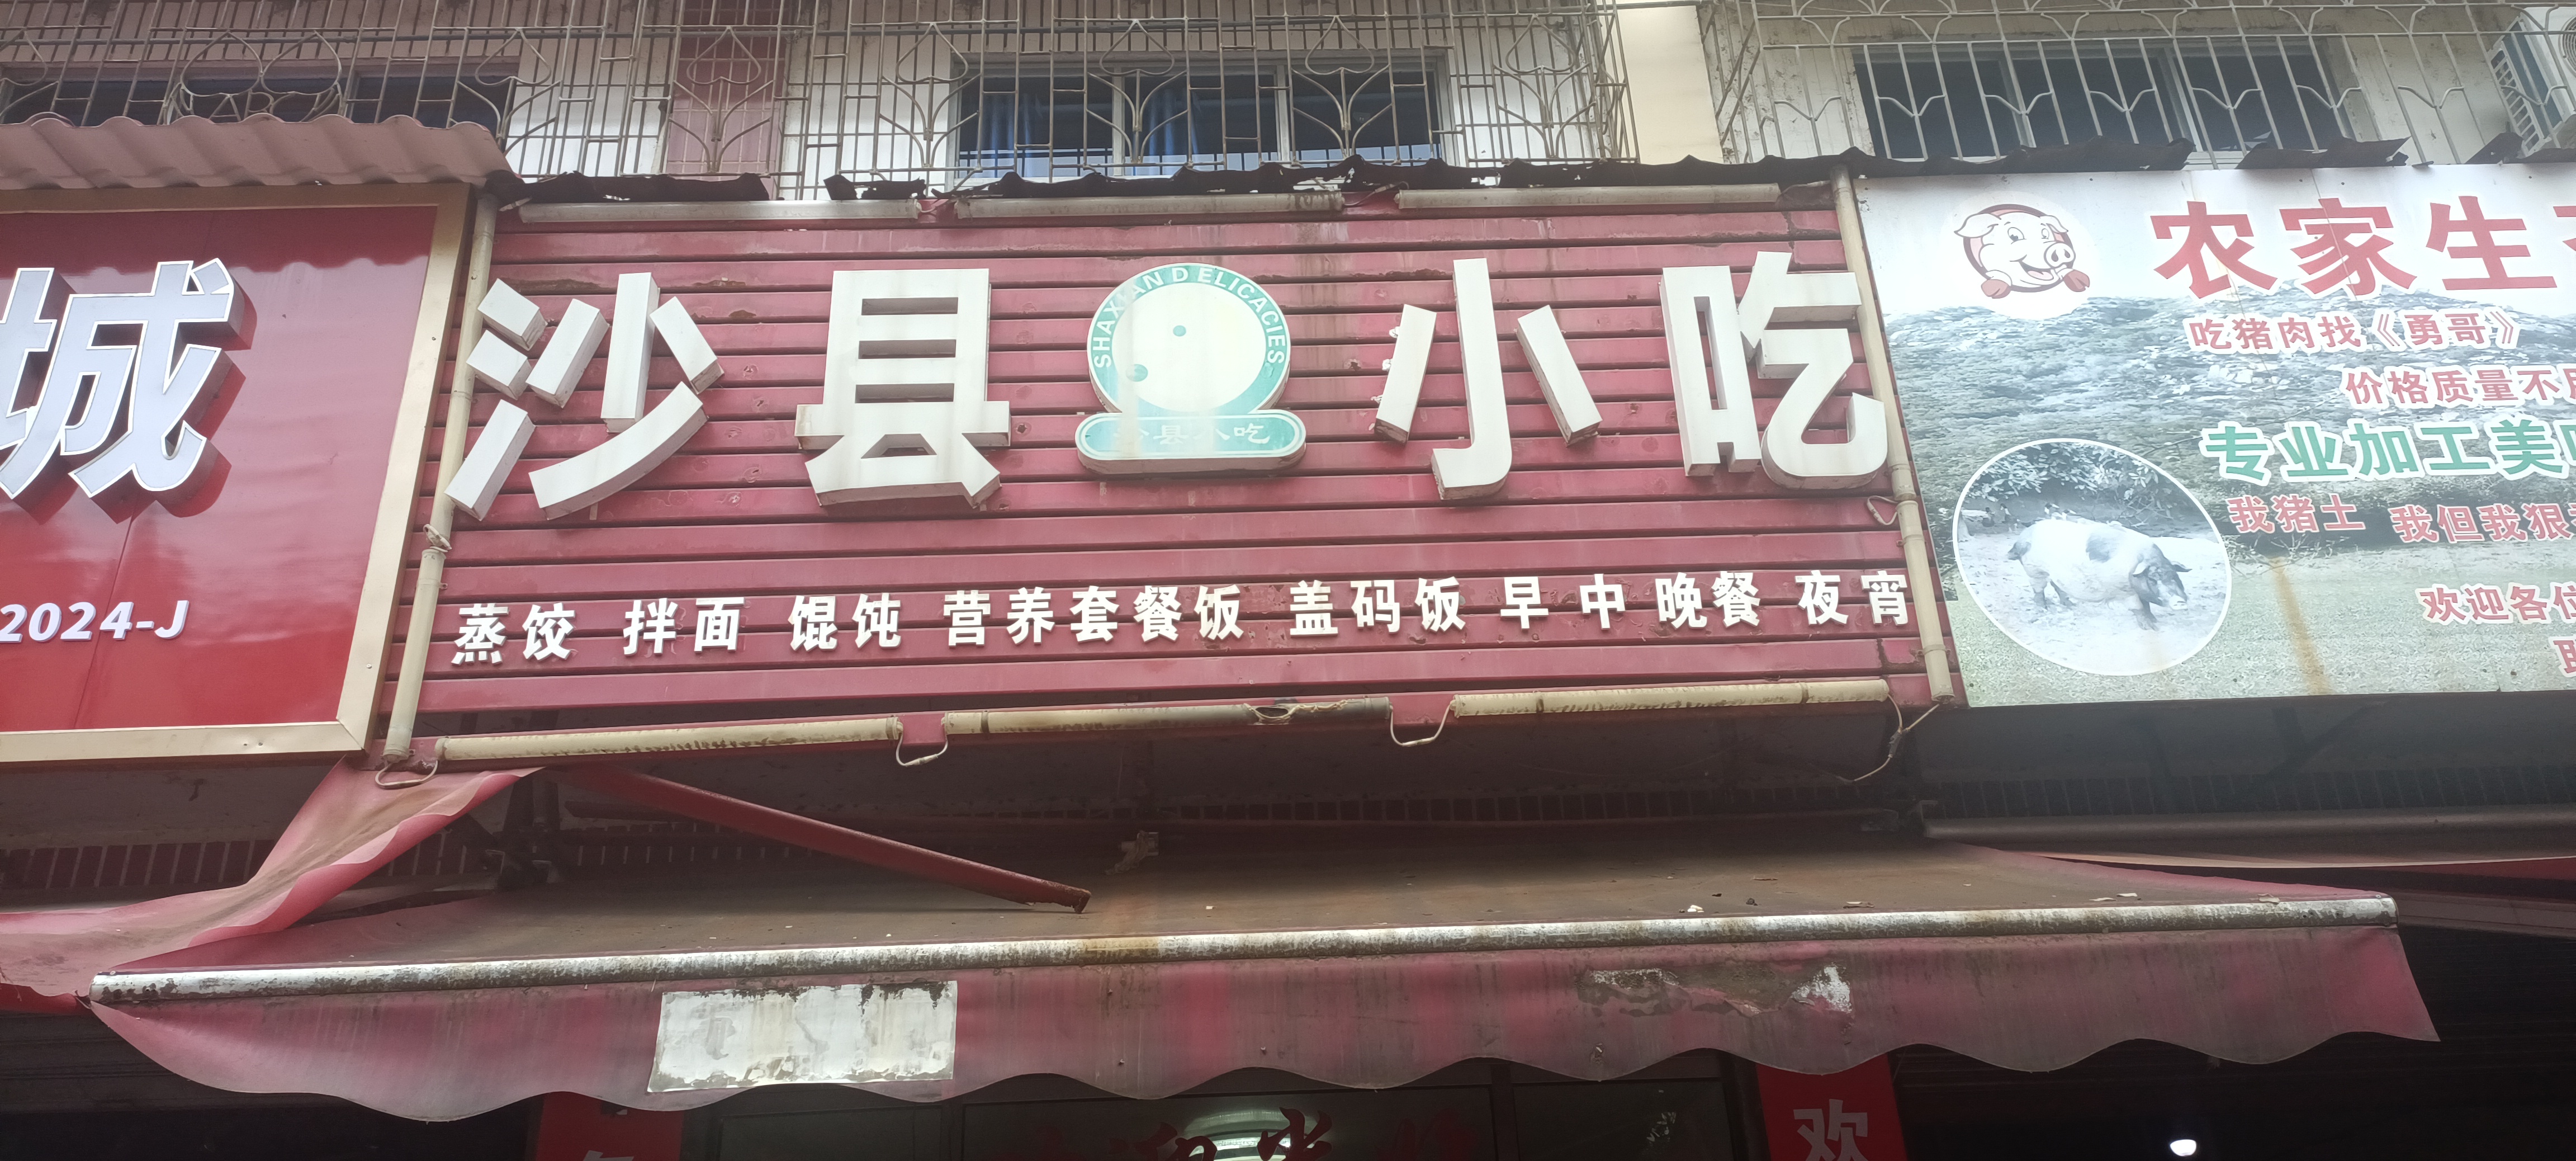 城
2024-J
沙县小吃
SHAXIAN DELICACIES
沙县小吃
蒸饺 拌面 馄饨 营养套餐饭 盖码饭 早中晚餐 夜宵
农家生
吃猪肉找《勇哥》
价格质量不
专业加工美
我猪土 我但我狠
欢迎各位
欢